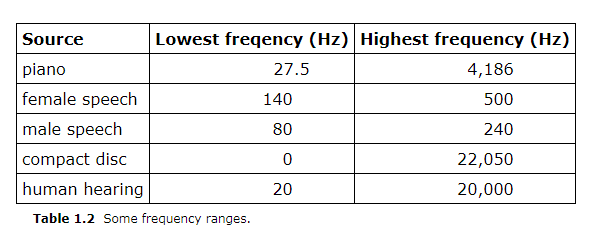 Source Lowest freqency (Hz) Highest frequency (Hz)
piano 27.5 4,186
female speech 140 500
male speech 80 240
compact disc 0 22,050
human hearing 20 20,000
Table 1.2 Some frequency ranges.